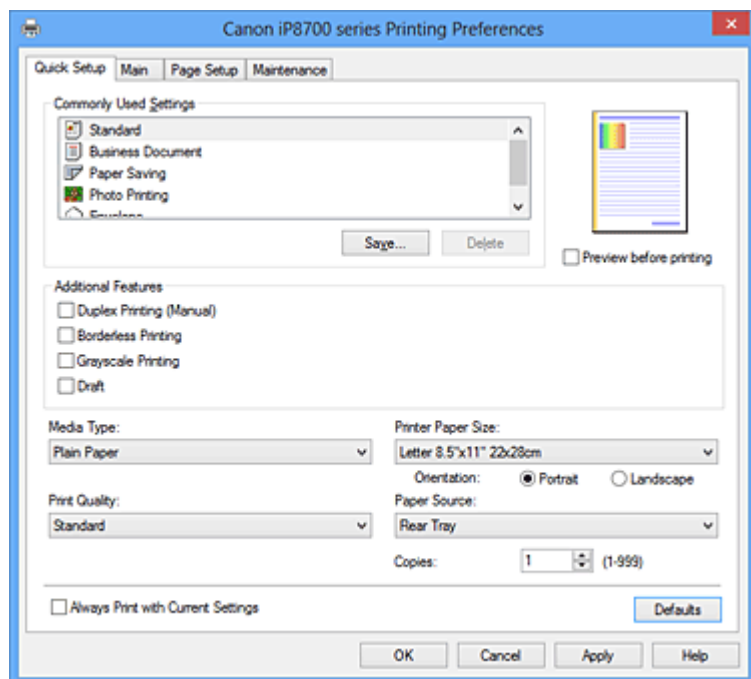 Canon iP8700 series Printing Preferences
Quick Setup
Main
Page Setup
Maintenance
Commonly Used Settings
Standard
Business Document
Paper Saving
Photo Printing
Envelope
Save...
Delete
Preview before printing
Additional Features
Duplex Printing (Manual)
Borderless Printing
Grayscale Printing
Draft
Media Type:
Plain Paper
Printer Paper Size:
Letter 8.5"x11" 22x28cm
Orientation:
Portrait
Landscape
Print Quality:
Standard
Paper Source:
Rear Tray
Copies:
1
(1-999)
Always Print with Current Settings
Defaults
OK
Cancel
Apply
Help